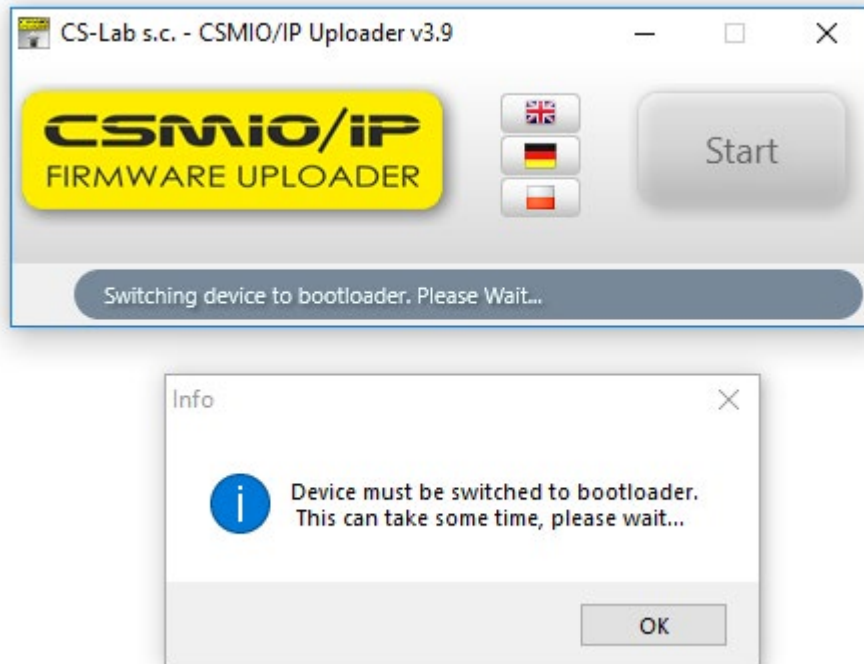 CS-Lab s.c. - CSMIO/IP Uploader v3.9
CSMIO/IP
FIRMWARE UPLOADER
Start
Switching device to bootloader. Please Wait...
Info
Device must be switched to bootloader.
This can take some time, please wait...
OK